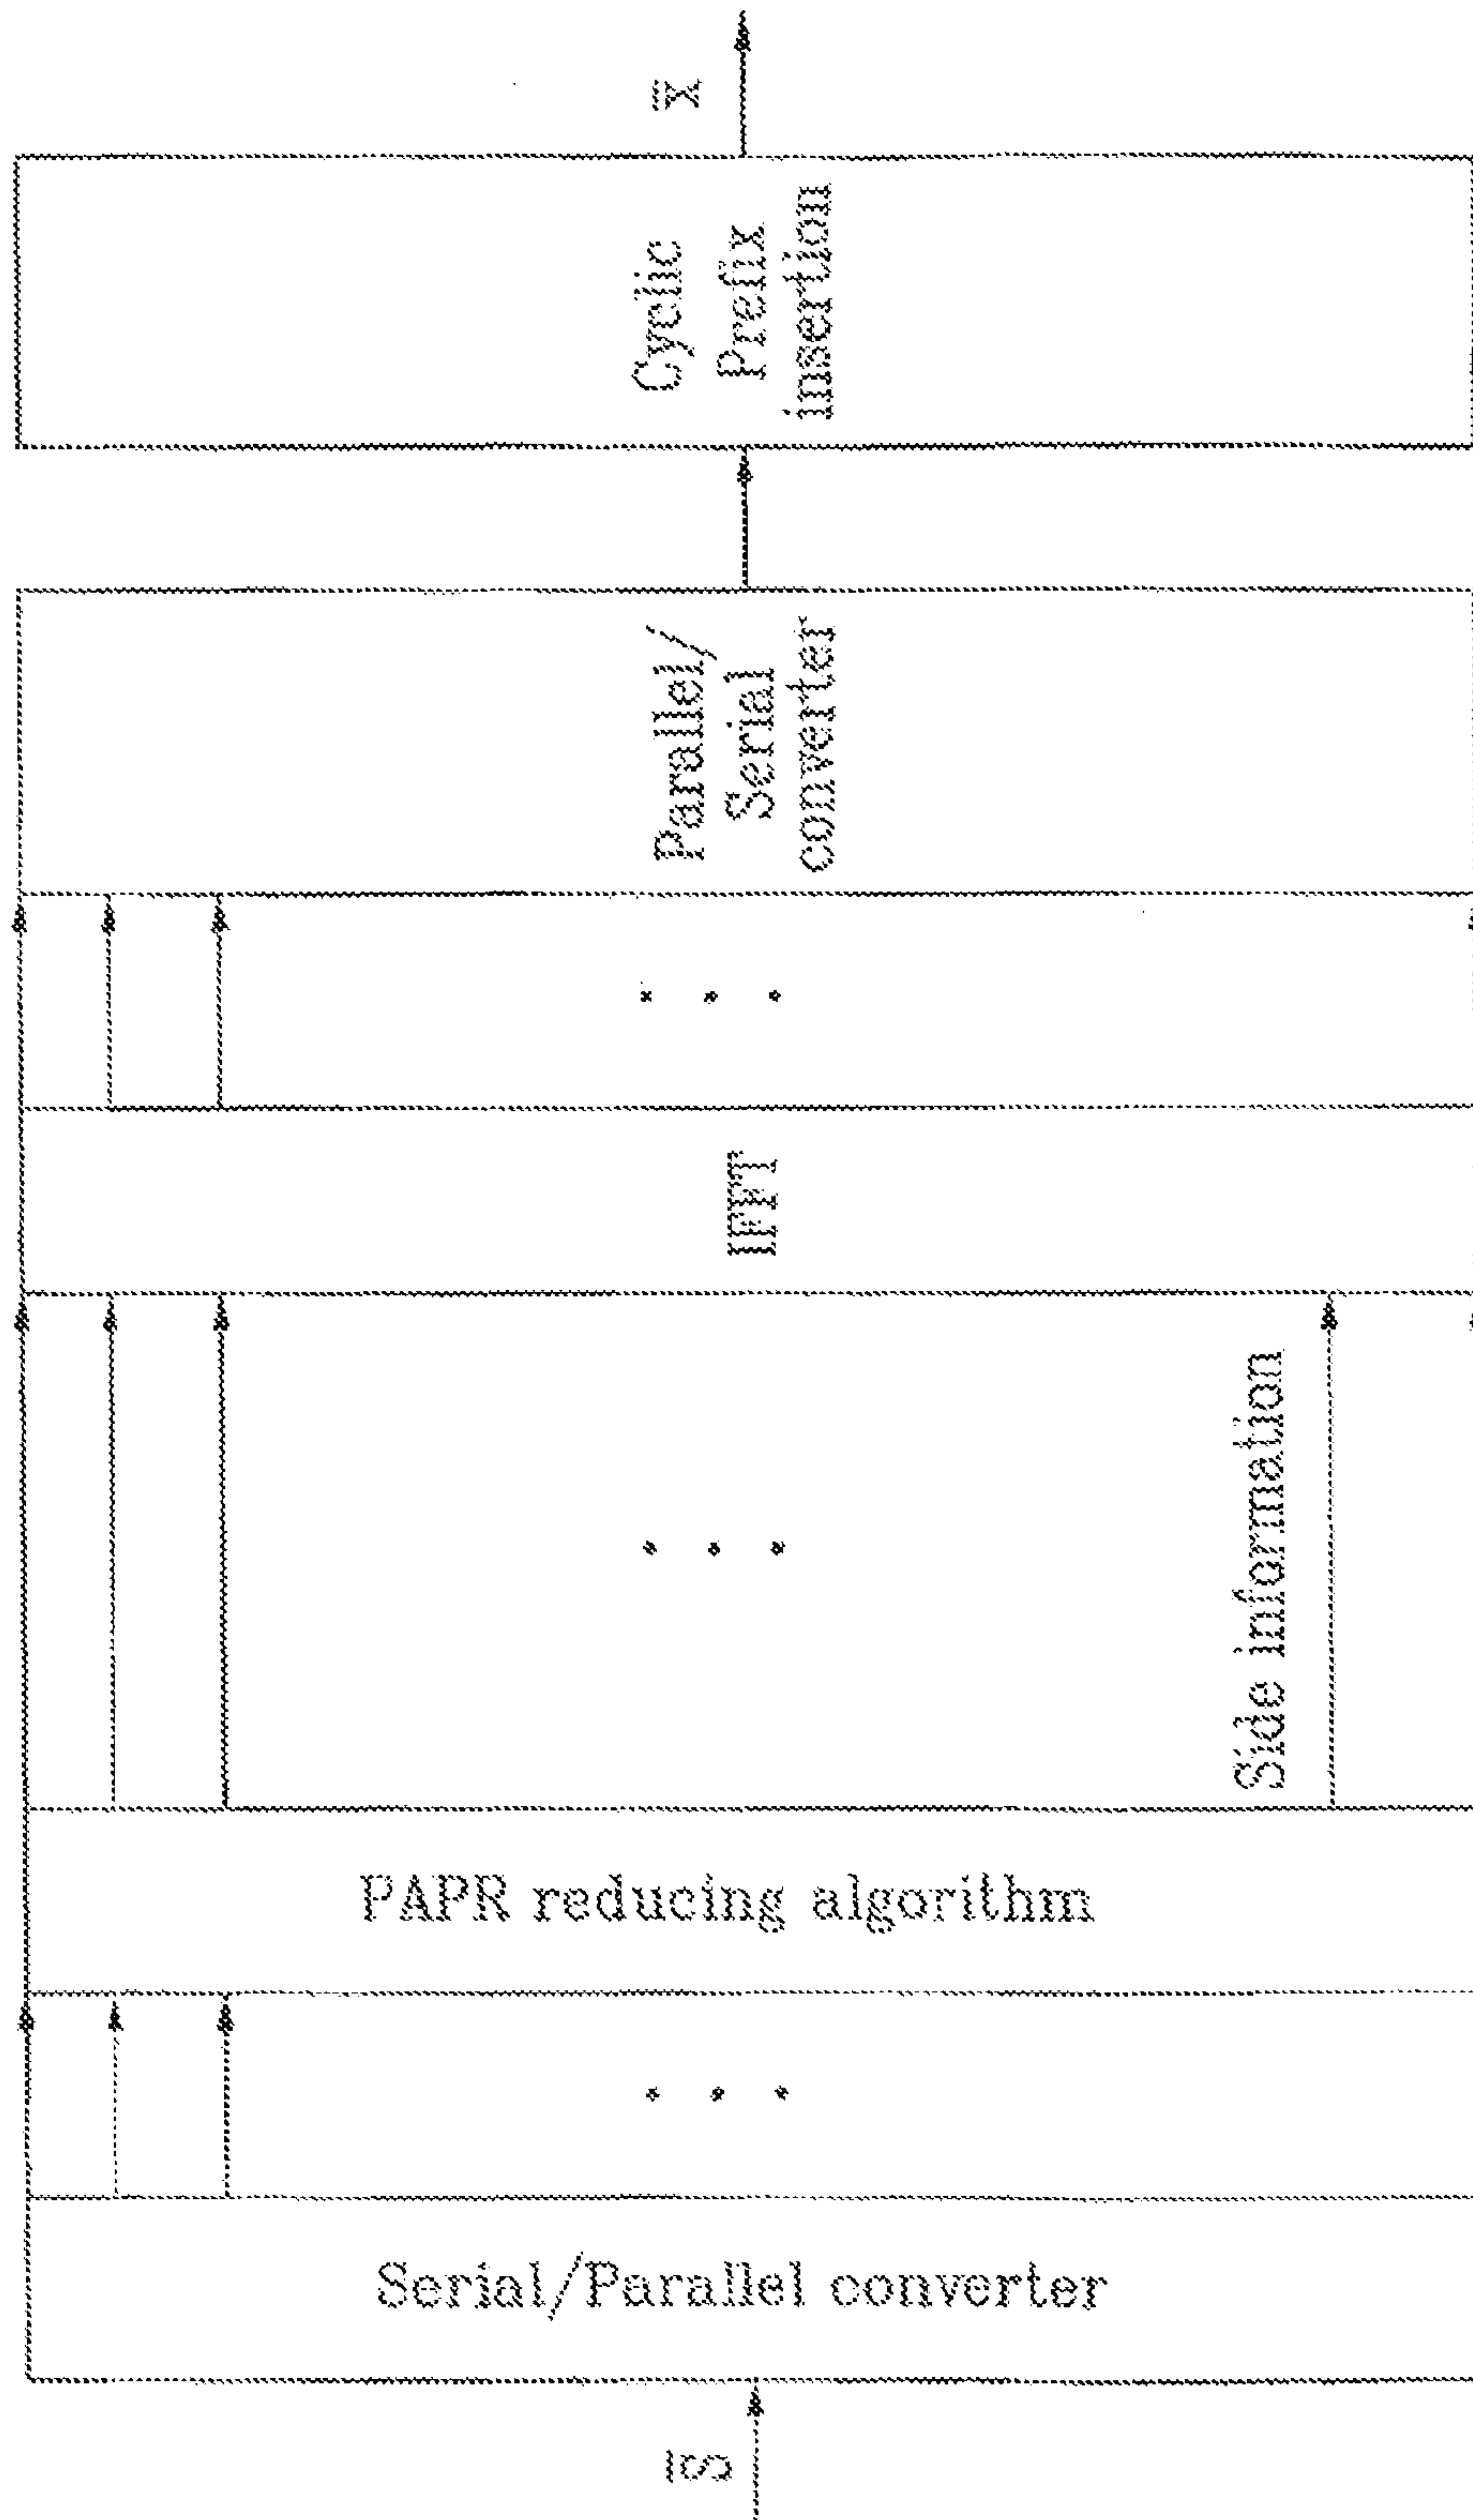 S̅
Serial/Parallel converter
PAPR reducing algorithm
Side information
IFFT
Parallel/
Serial
converter
Cyclic
Prefix
insertion
x̅